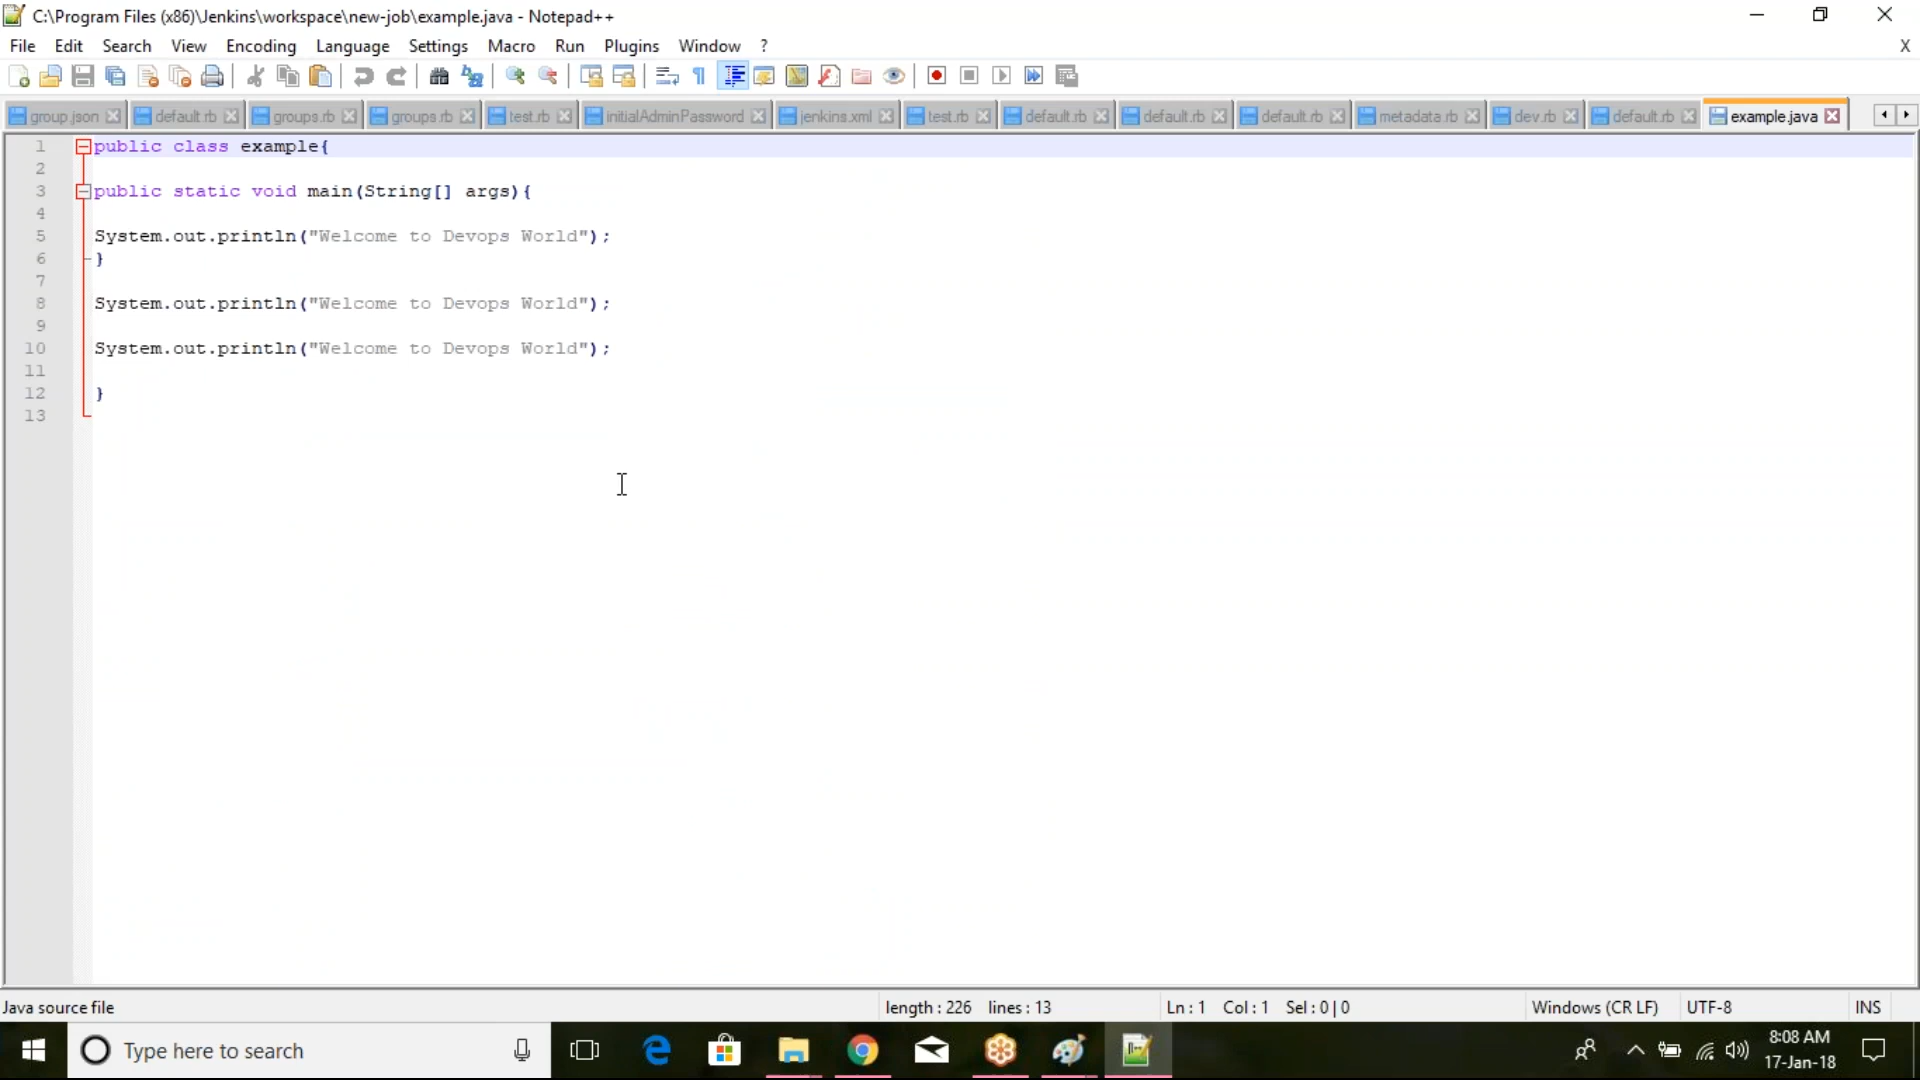 C:\Program Files (x86)\Jenkins\workspace\new-job\example.java - Notepad++
File Edit Search View Encoding Language Settings Macro Run Plugins Window ? X
group.json default.rb groups.rb groups.rb test.rb initialAdminPassword jenkins.xml test.rb default.rb default.rb default.rb metadata.rb dev.rb default.rb example.java
1 public class example{
2
3 public static void main(String[] args){
4
5 System.out.println("Welcome to Devops World");
6 }
7
8 System.out.println("Welcome to Devops World");
9
10 System.out.println("Welcome to Devops World");
11
12 }
13
Java source file length : 226 lines : 13 Ln : 1 Col : 1 Sel : 0 | 0 Windows (CR LF) UTF-8 INS
Type here to search
8:08 AM
17-Jan-18